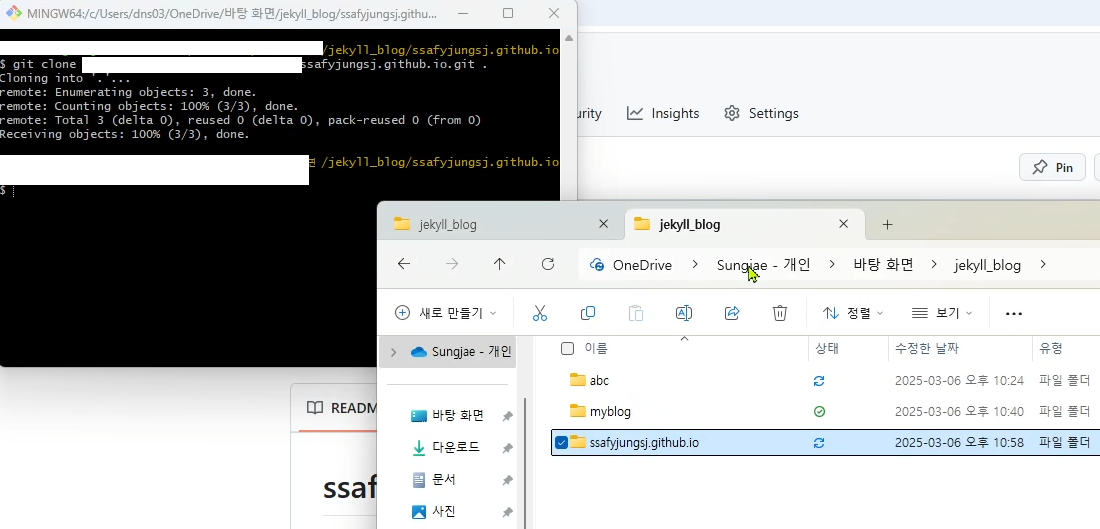 MINGW64:/c/Users/dns03/OneDrive/바탕 화면/jekyll_blog/ssafyjungsj.githu...
/jekyll_blog/ssafyjungsj.github.io
$ git clone ssafyjungsj.github.io.git .
Cloning into '.'...
remote: Enumerating objects: 3, done.
remote: Counting objects: 100% (3/3), done.
remote: Total 3 (delta 0), reused 0 (delta 0), pack-reused 0 (from 0)
Receiving objects: 100% (3/3), done.
면 /jekyll_blog/ssafyjungsj.github.io
$
urity Insights Settings
Pin
jekyll_blog jekyll_blog
OneDrive > Sungjae - 개인 > 바탕 화면 > jekyll_blog >
새로 만들기 정렬 보기 ...
Sungjae - 개인
이름 상태 수정한 날짜 유형
abc 2025-03-06 오후 10:24 파일 폴더
myblog 2025-03-06 오후 10:40 파일 폴더
ssafyjungsj.github.io 2025-03-06 오후 10:58 파일 폴더
바탕 화면
다운로드
문서
사진
READM
ssaf